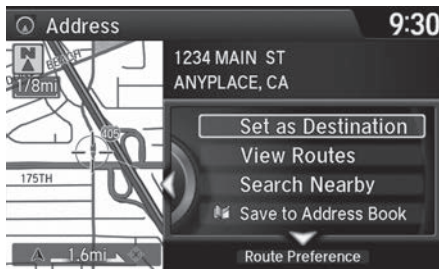 Address
9:30
N
BEACH
1/8mi
405
175TH
1.6mi
1234 MAIN ST
ANYPLACE, CA
Set as Destination
View Routes
Search Nearby
Save to Address Book
Route Preference